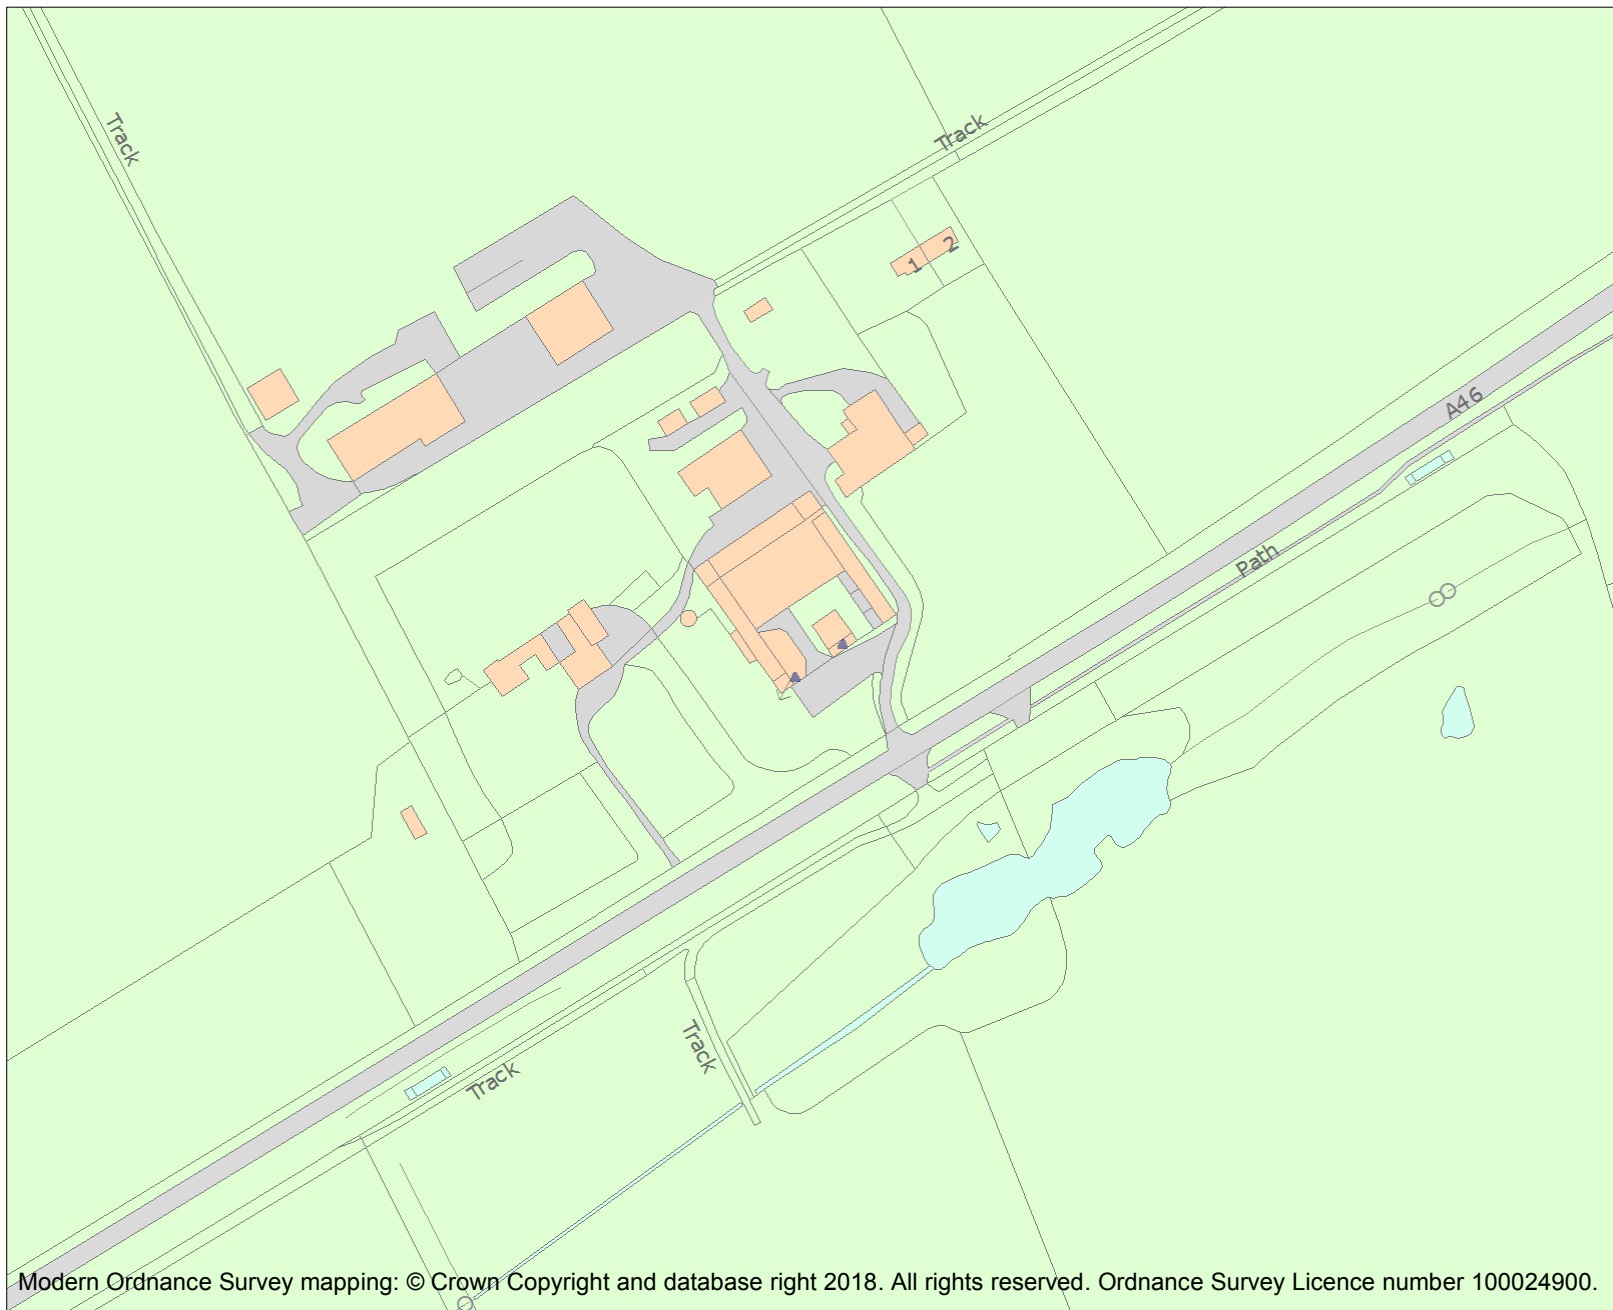 Track
Track
2
1
A46
Path
Track
Track
Modern Ordnance Survey mapping: © Crown Copyright and database right 2018. All rights reserved. Ordnance Survey Licence number 100024900.